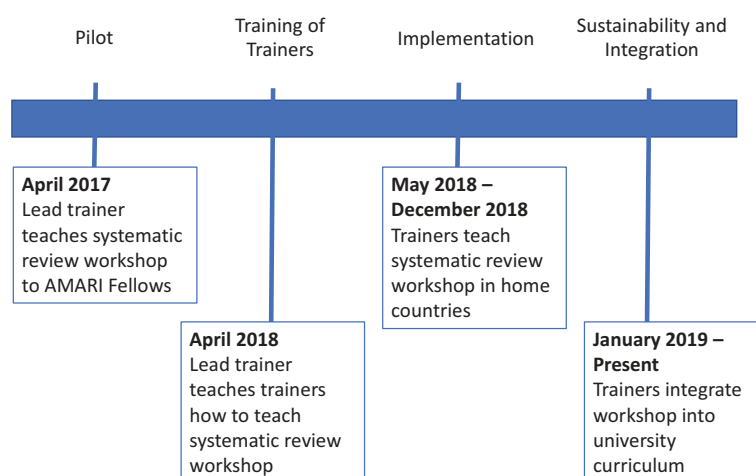 Pilot
Training of
Trainers
Implementation
Sustainability and
Integration
April 2017
Lead trainer
teaches systematic
review workshop
to AMARI Fellows
April 2018
Lead trainer
teaches trainers
how to teach
systematic review
workshop
May 2018 –
December 2018
Trainers teach
systematic review
workshop in home
countries
January 2019 –
Present
Trainers integrate
workshop into
university
curriculum